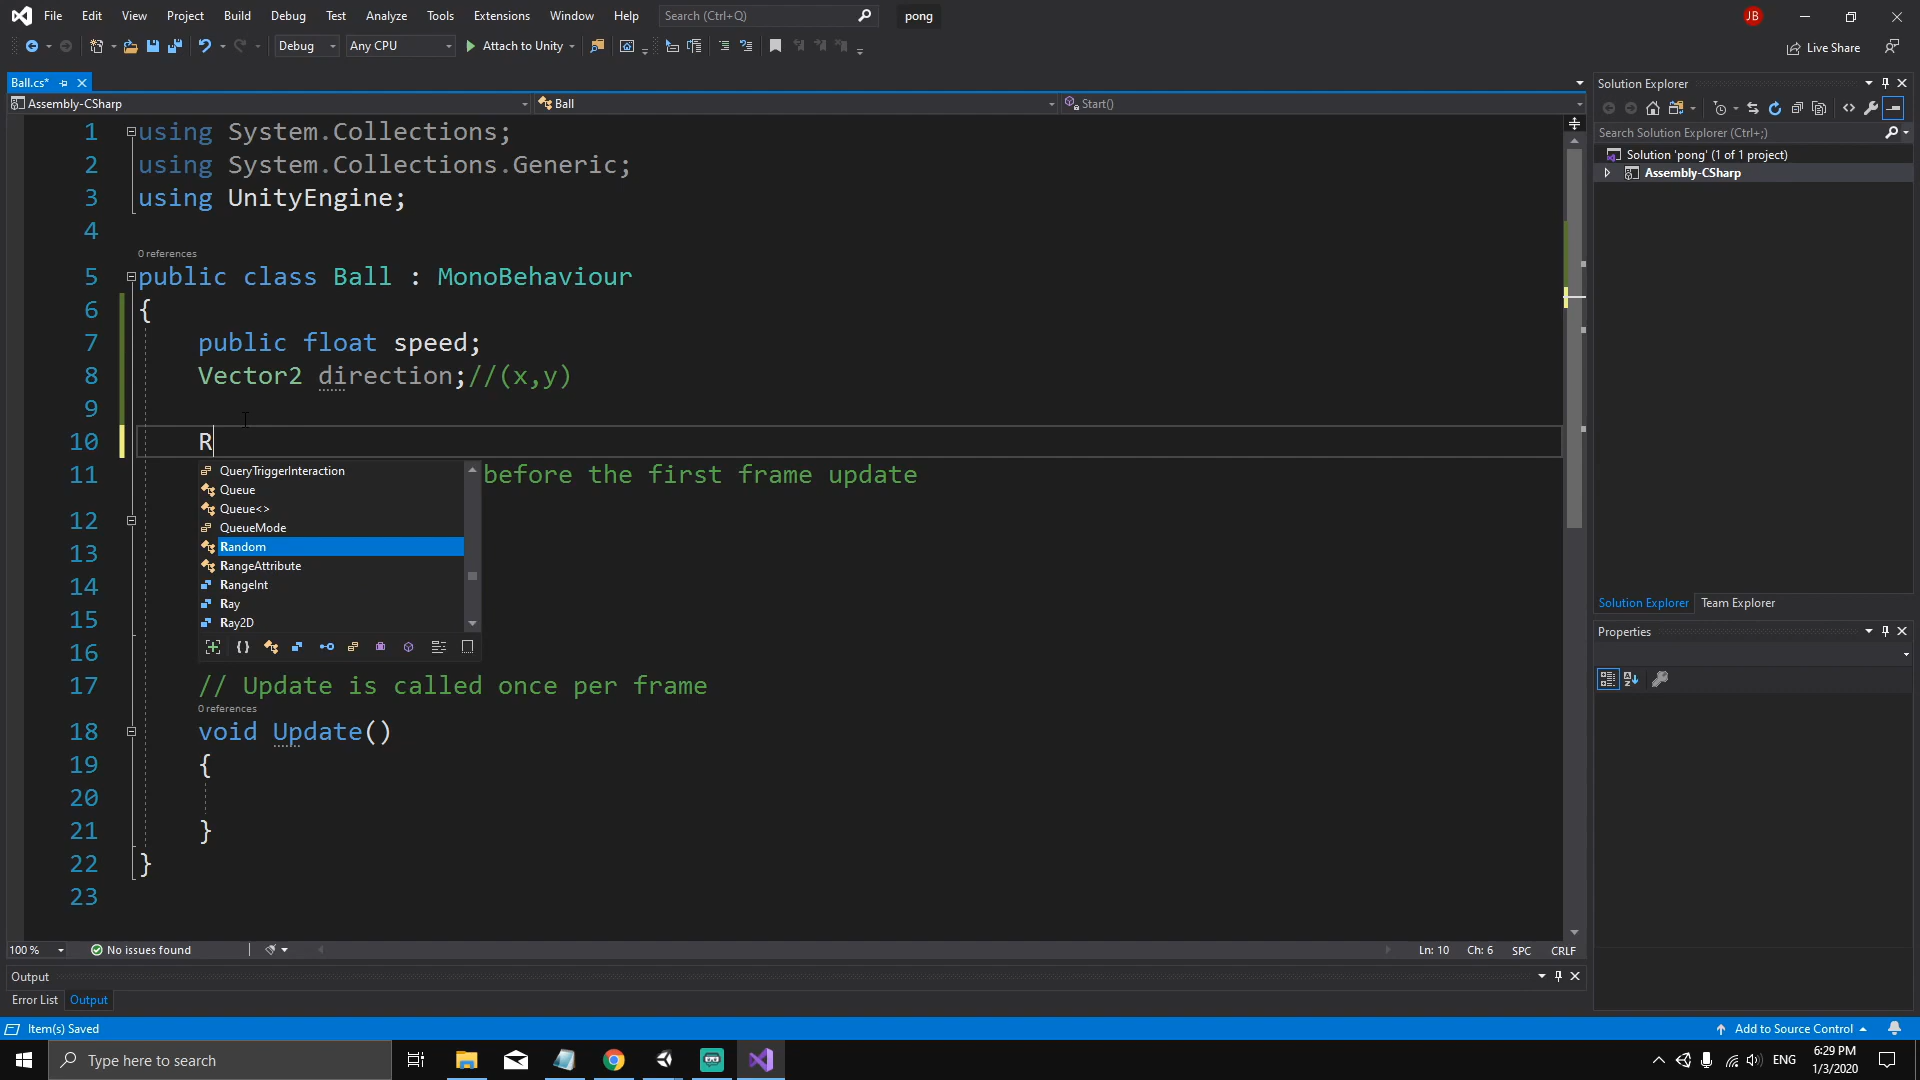 File Edit View Project Build Debug Test Analyze Tools Extensions Window Help Search (Ctrl+Q) pong JB
Debug Any CPU Attach to Unity Live Share
Ball.cs*
Assembly-CSharp Ball Start()
1 using System.Collections;
2 using System.Collections.Generic;
3 using UnityEngine;
4
0 references
5 public class Ball : MonoBehaviour
6 {
7 public float speed;
8 Vector2 direction;//(x,y)
9
10 R
11 before the first frame update
12
13
14
15
16
17 // Update is called once per frame
0 references
18 void Update()
19 {
20
21 }
22 }
23
QueryTriggerInteraction
Queue
Queue<>
QueueMode
Random
RangeAttribute
RangeInt
Ray
Ray2D
100 % No issues found Ln: 10 Ch: 6 SPC CRLF
Output
Error List Output
Solution Explorer
Search Solution Explorer (Ctrl+;)
Solution 'pong' (1 of 1 project)
Assembly-CSharp
Solution Explorer Team Explorer
Properties
Item(s) Saved Add to Source Control
Type here to search ENG 6:29 PM
1/3/2020